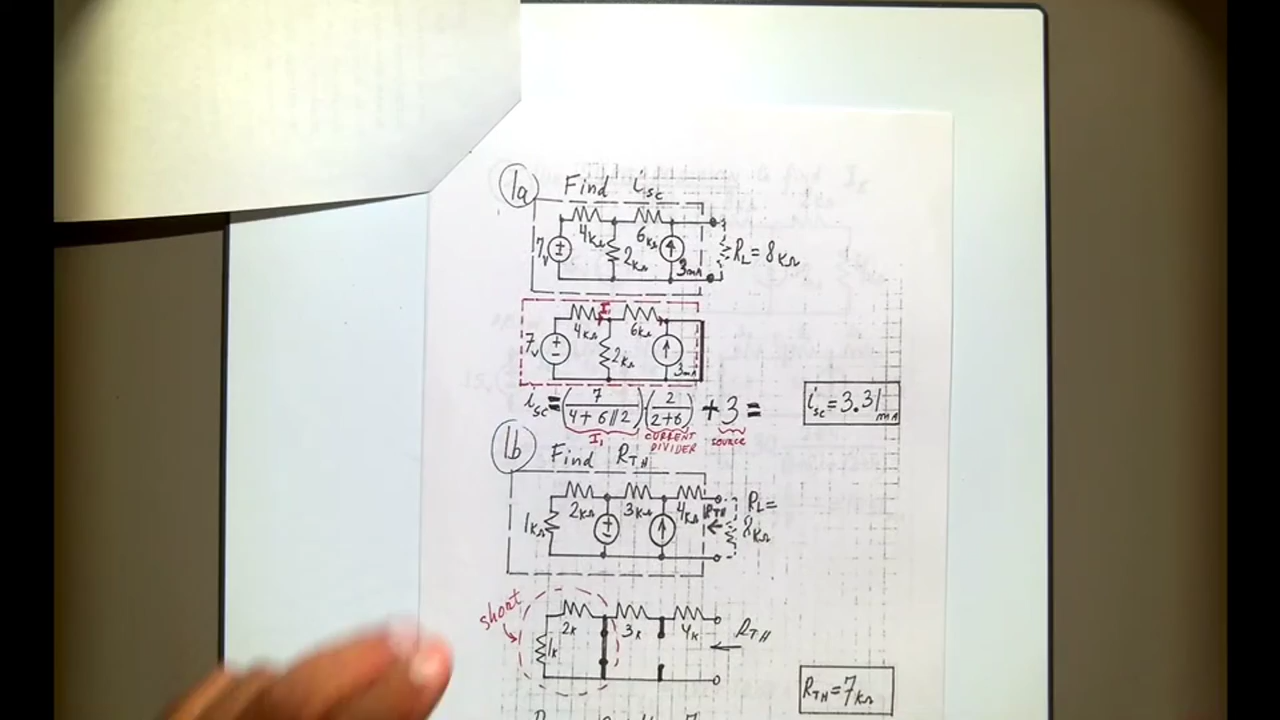 1a Find isc
4kΩ 6kΩ
7v 2kΩ 3mA RL=8kΩ
I1
4kΩ 6kΩ
7v 2kΩ 3mA
isc=(7/(4+6||2))(2/(2+6))+3= isc=3.31mA
I1 CURRENT DIVIDER SOURCE
1b Find RTH
2kΩ 3kΩ 4kΩ RTH RL=
1kΩ 8kΩ
short
2k 3k 4k RTH
1k
RTH=7kΩ